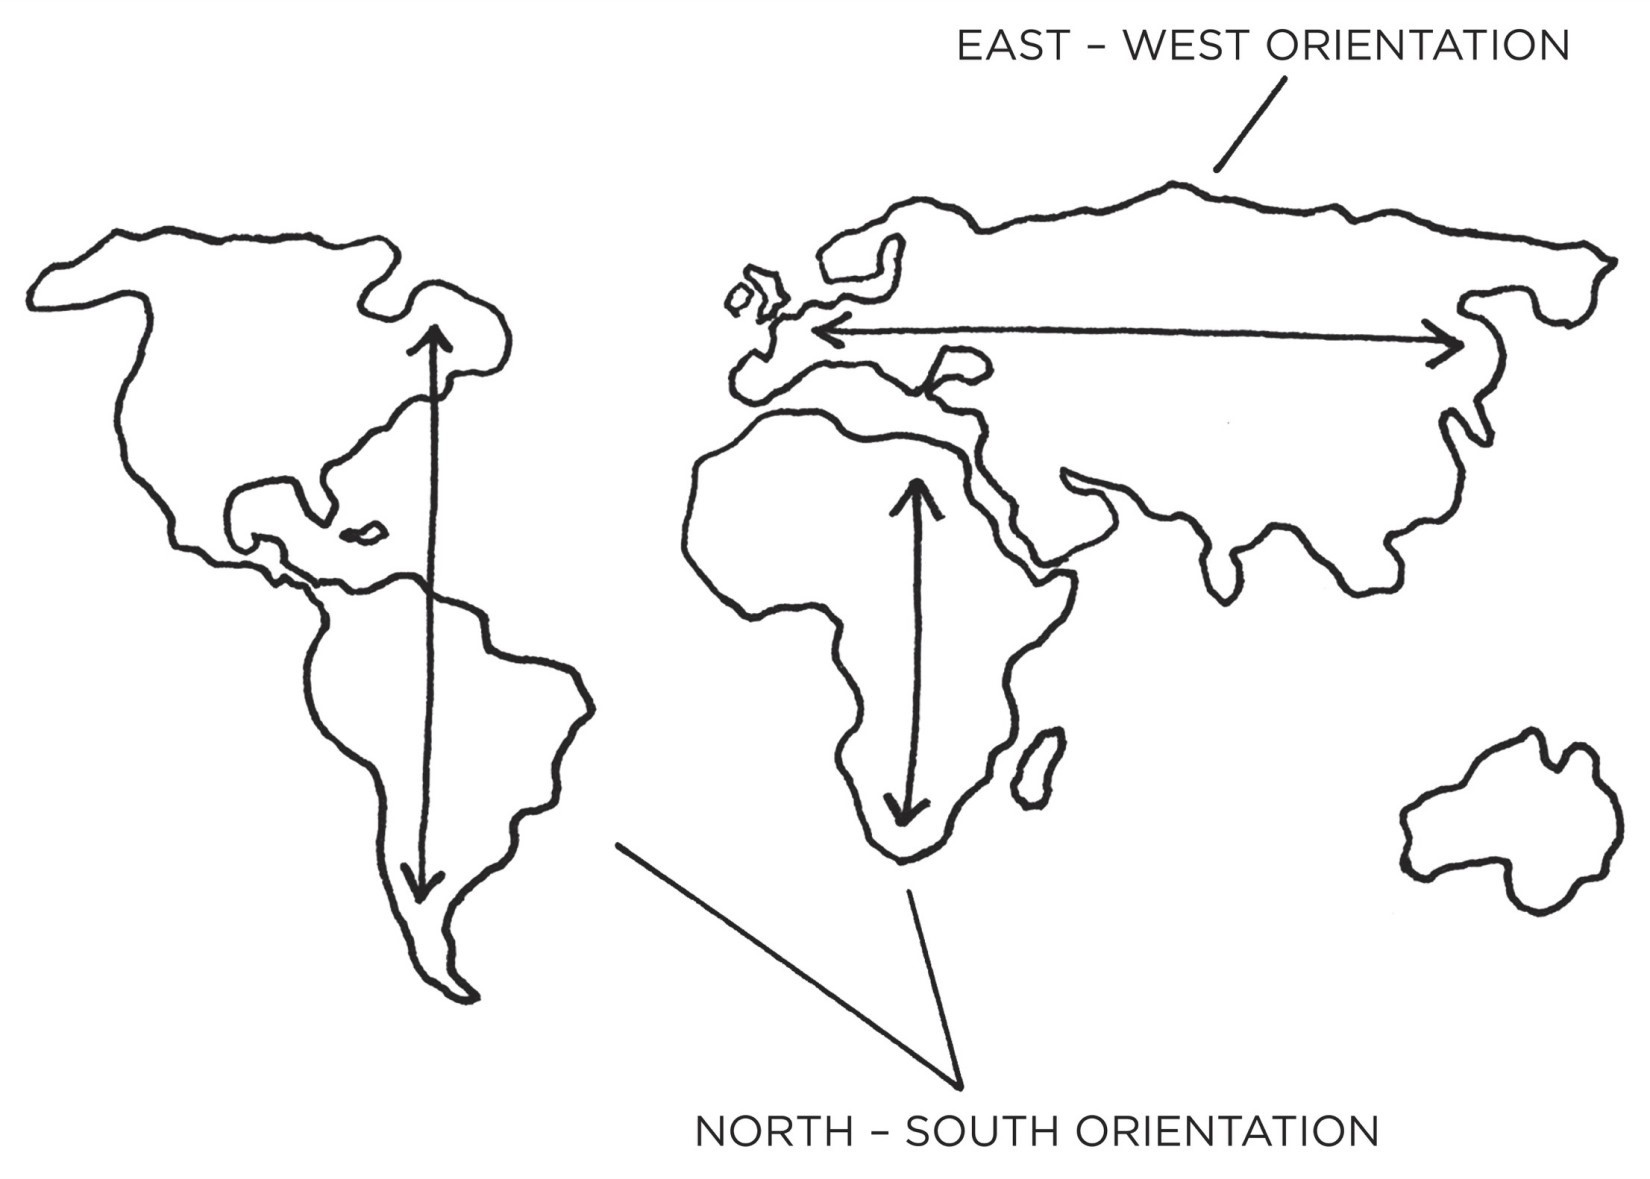 EAST – WEST ORIENTATION
NORTH – SOUTH ORIENTATION